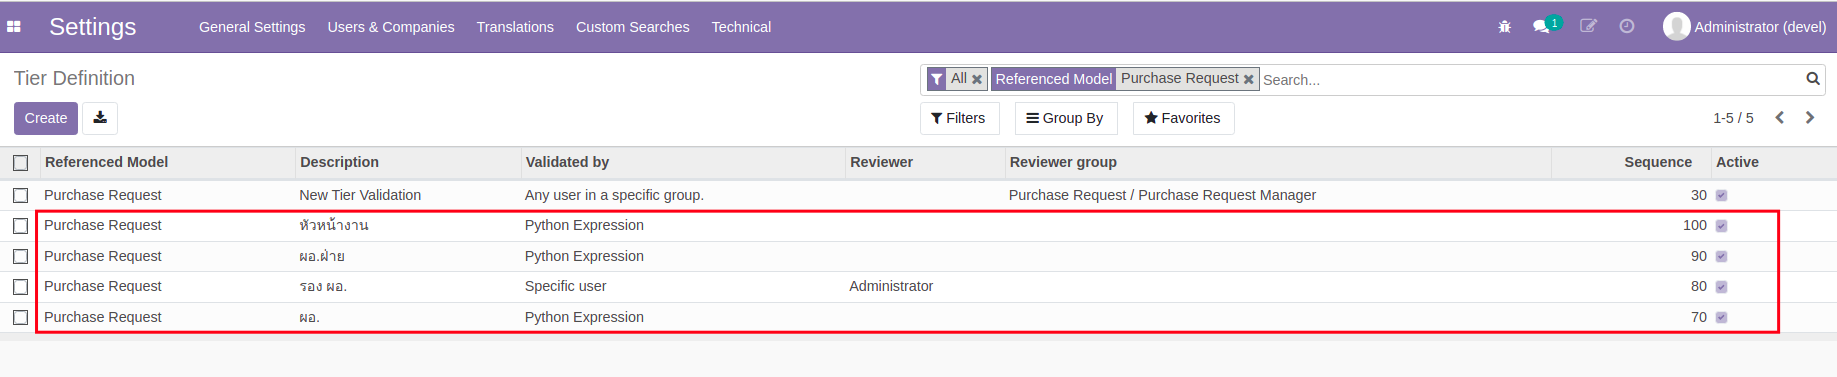 Settings General Settings Users & Companies Translations Custom Searches Technical 1 Administrator (devel)
Tier Definition All Referenced Model Purchase Request Search...
Create Filters Group By Favorites 1-5 / 5
Referenced Model Description Validated by Reviewer Reviewer group Sequence Active
Purchase Request New Tier Validation Any user in a specific group. Purchase Request / Purchase Request Manager 30
Purchase Request หัวหน้างาน Python Expression 100
Purchase Request ผอ.ฝ่าย Python Expression 90
Purchase Request รอง ผอ. Specific user Administrator 80
Purchase Request ผอ. Python Expression 70